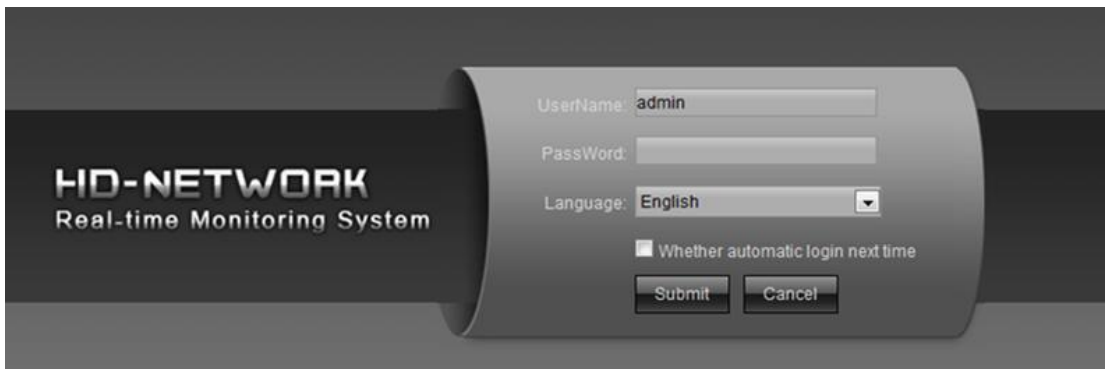 HD-NETWORK
Real-time Monitoring System
UserName: admin
PassWord:
Language: English
Whether automatic login next time
Submit Cancel